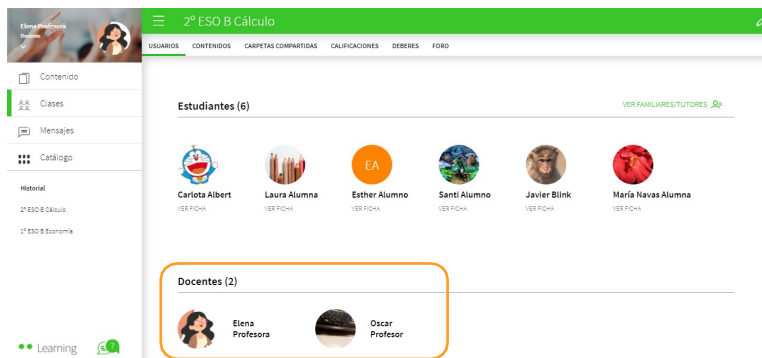 Elena Profesora
Docente
2º ESO B Cálculo
USUARIOS CONTENIDOS CARPETAS COMPARTIDAS CALIFICACIONES DEBERES FORO
Contenido
Clases
Mensajes
Catálogo
Historial
2º ESO B Cálculo
1º ESO B Economía
Learning
?
Estudiantes (6)
VER FAMILIARES/TUTORES
EA
Carlota Albert
VER FICHA
Laura Alumna
VER FICHA
Esther Alumno
VER FICHA
Santi Alumno
VER FICHA
Javier Blink
VER FICHA
María Navas Alumna
VER FICHA
Docentes (2)
Elena
Profesora
Oscar
Profesor